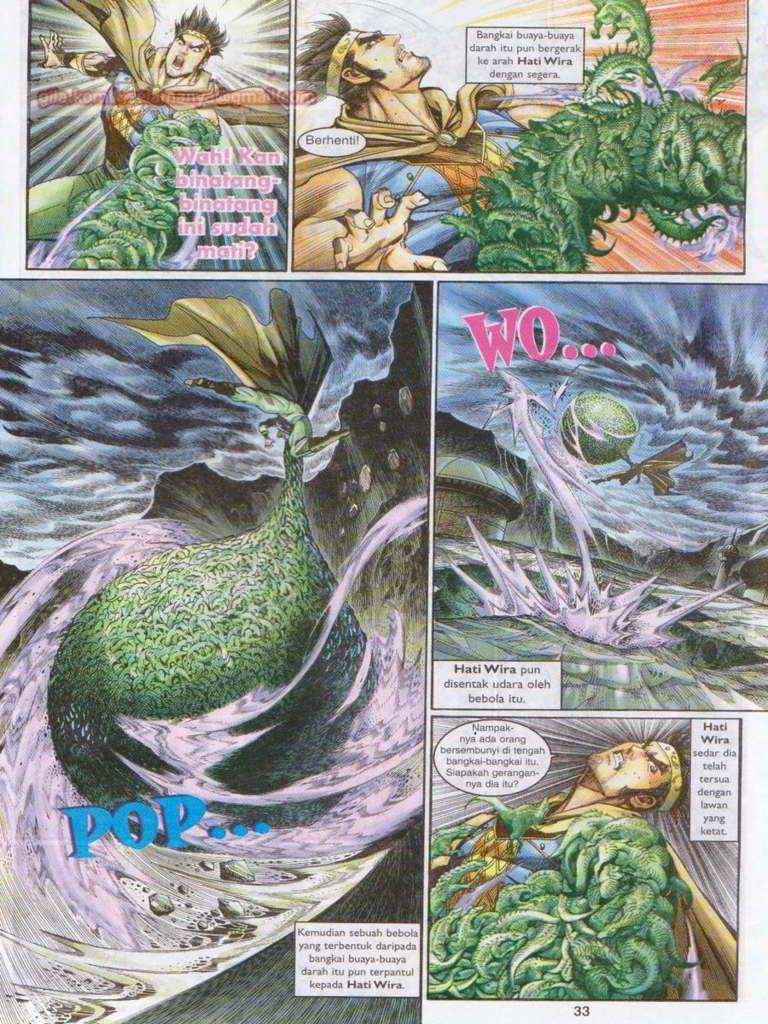 Wah! Kan
binatang-
binatang
ini sudah
mati?
Bangkai buaya-buaya
darah itu pun bergerak
ke arah Hati Wira
dengan segera.
Berhenti!
POP...
Kemudian sebuah bebola
yang terbentuk daripada
bangkai buaya-buaya
darah itu pun terpantul
kepada Hati Wira.
WO...
Hati Wira pun
disentak udara oleh
bebola itu.
Nampak-
nya ada orang
bersembunyi di tengah
bangkai-bangkai itu.
Siapakah gerangan-
nya dia itu?
Hati
Wira
sedar dia
telah
tersua
dengan
lawan
yang
ketat.
33